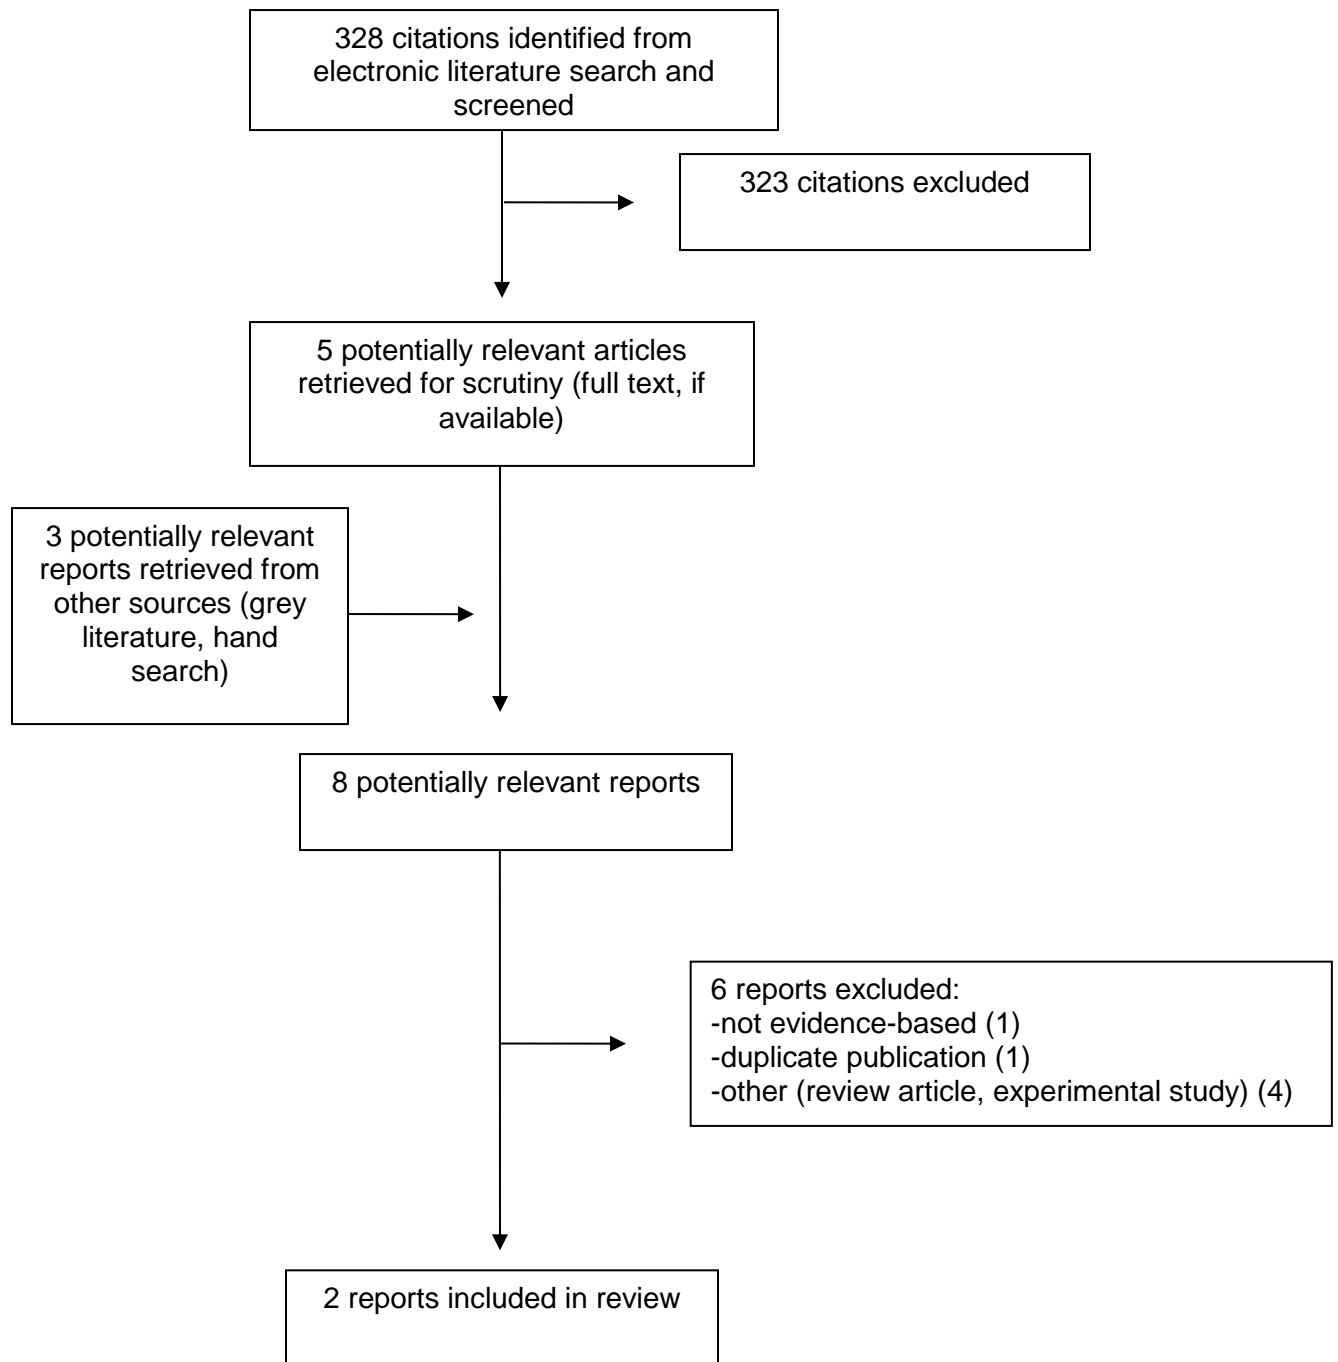 328 citations identified from
electronic literature search and
screened
323 citations excluded
5 potentially relevant articles
retrieved for scrutiny (full text, if
available)
3 potentially relevant
reports retrieved from
other sources (grey
literature, hand
search)
8 potentially relevant reports
6 reports excluded:
-not evidence-based (1)
-duplicate publication (1)
-other (review article, experimental study) (4)
2 reports included in review